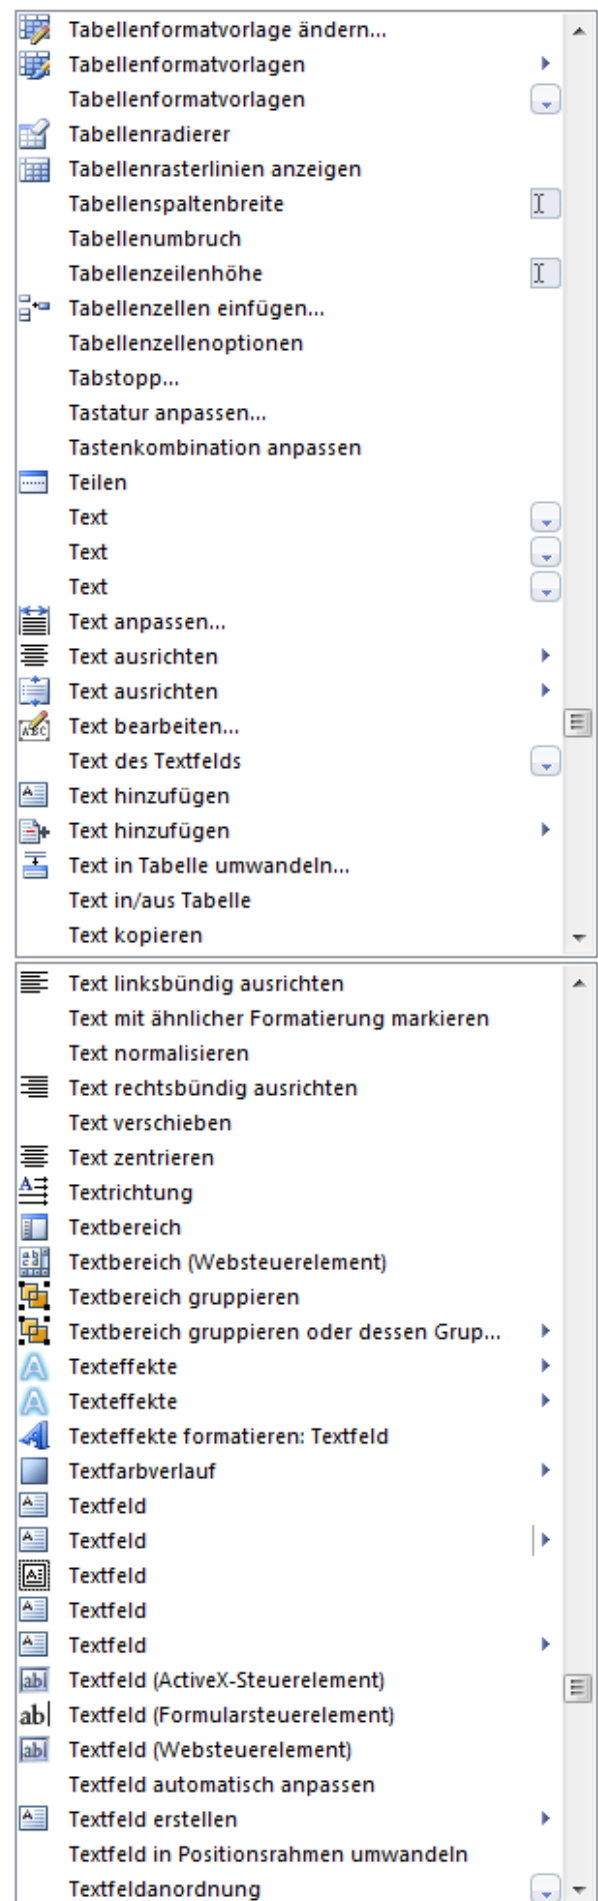 Tabellenformatvorlage ändern...
Tabellenformatvorlagen
Tabellenformatvorlagen
Tabellenradierer
Tabellenrasterlinien anzeigen
Tabellenspaltenbreite
Tabellenumbruch
Tabellenzeilenhöhe
Tabellenzellen einfügen...
Tabellenzellenoptionen
Tabstopp...
Tastatur anpassen...
Tastenkombination anpassen
Teilen
Text
Text
Text
Text anpassen...
Text ausrichten
Text ausrichten
Text bearbeiten...
Text des Textfelds
Text hinzufügen
Text hinzufügen
Text in Tabelle umwandeln...
Text in/aus Tabelle
Text kopieren
Text linksbündig ausrichten
Text mit ähnlicher Formatierung markieren
Text normalisieren
Text rechtsbündig ausrichten
Text verschieben
Text zentrieren
Textrichtung
Textbereich
Textbereich (Websteuerelement)
Textbereich gruppieren
Textbereich gruppieren oder dessen Grup...
Texteffekte
Texteffekte
Texteffekte formatieren: Textfeld
Textfarbverlauf
Textfeld
Textfeld
Textfeld
Textfeld
Textfeld
Textfeld (ActiveX-Steuerelement)
Textfeld (Formularsteuerelement)
Textfeld (Websteuerelement)
Textfeld automatisch anpassen
Textfeld erstellen
Textfeld in Positionsrahmen umwandeln
Textfeldanordnung